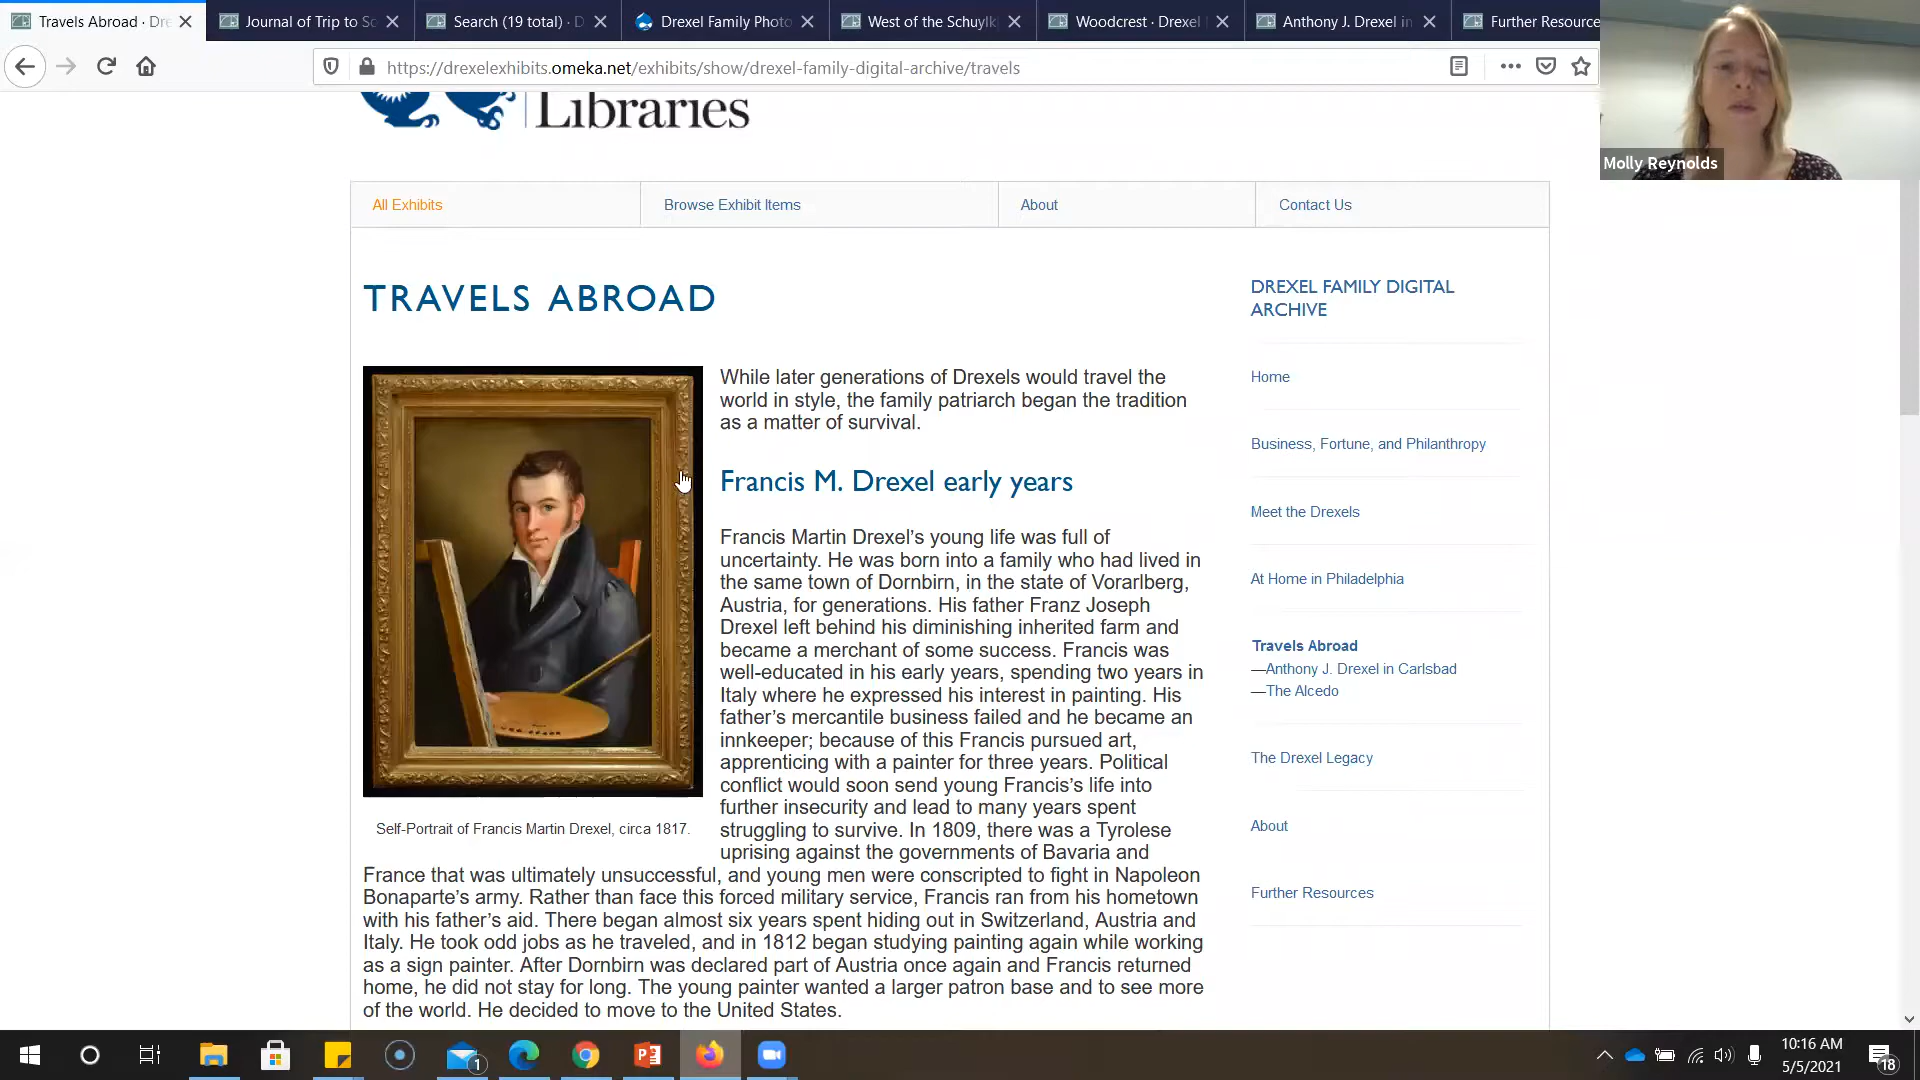 Travels Abroad · Dre
Journal of Trip to So
Search (19 total) · D
Drexel Family Photo
West of the Schuylk
Woodcrest · Drexel
Anthony J. Drexel in
Further Resource
https://drexelexhibits.omeka.net/exhibits/show/drexel-family-digital-archive/travels
Molly Reynolds
Libraries
All Exhibits
Browse Exhibit Items
About
Contact Us
TRAVELS ABROAD
While later generations of Drexels would travel the
world in style, the family patriarch began the tradition
as a matter of survival.
Francis M. Drexel early years
Francis Martin Drexel’s young life was full of
uncertainty. He was born into a family who had lived in
the same town of Dornbirn, in the state of Vorarlberg,
Austria, for generations. His father Franz Joseph
Drexel left behind his diminishing inherited farm and
became a merchant of some success. Francis was
well-educated in his early years, spending two years in
Italy where he expressed his interest in painting. His
father’s mercantile business failed and he became an
innkeeper; because of this Francis pursued art,
apprenticing with a painter for three years. Political
conflict would soon send young Francis’s life into
further insecurity and lead to many years spent
struggling to survive. In 1809, there was a Tyrolese
uprising against the governments of Bavaria and
France that was ultimately unsuccessful, and young men were conscripted to fight in Napoleon
Bonaparte’s army. Rather than face this forced military service, Francis ran from his hometown
with his father’s aid. There began almost six years spent hiding out in Switzerland, Austria and
Italy. He took odd jobs as he traveled, and in 1812 began studying painting again while working
as a sign painter. After Dornbirn was declared part of Austria once again and Francis returned
home, he did not stay for long. The young painter wanted a larger patron base and to see more
of the world. He decided to move to the United States.
Self-Portrait of Francis Martin Drexel, circa 1817.
DREXEL FAMILY DIGITAL
ARCHIVE
Home
Business, Fortune, and Philanthropy
Meet the Drexels
At Home in Philadelphia
Travels Abroad
—Anthony J. Drexel in Carlsbad
—The Alcedo
The Drexel Legacy
About
Further Resources
1
10:16 AM
5/5/2021
18